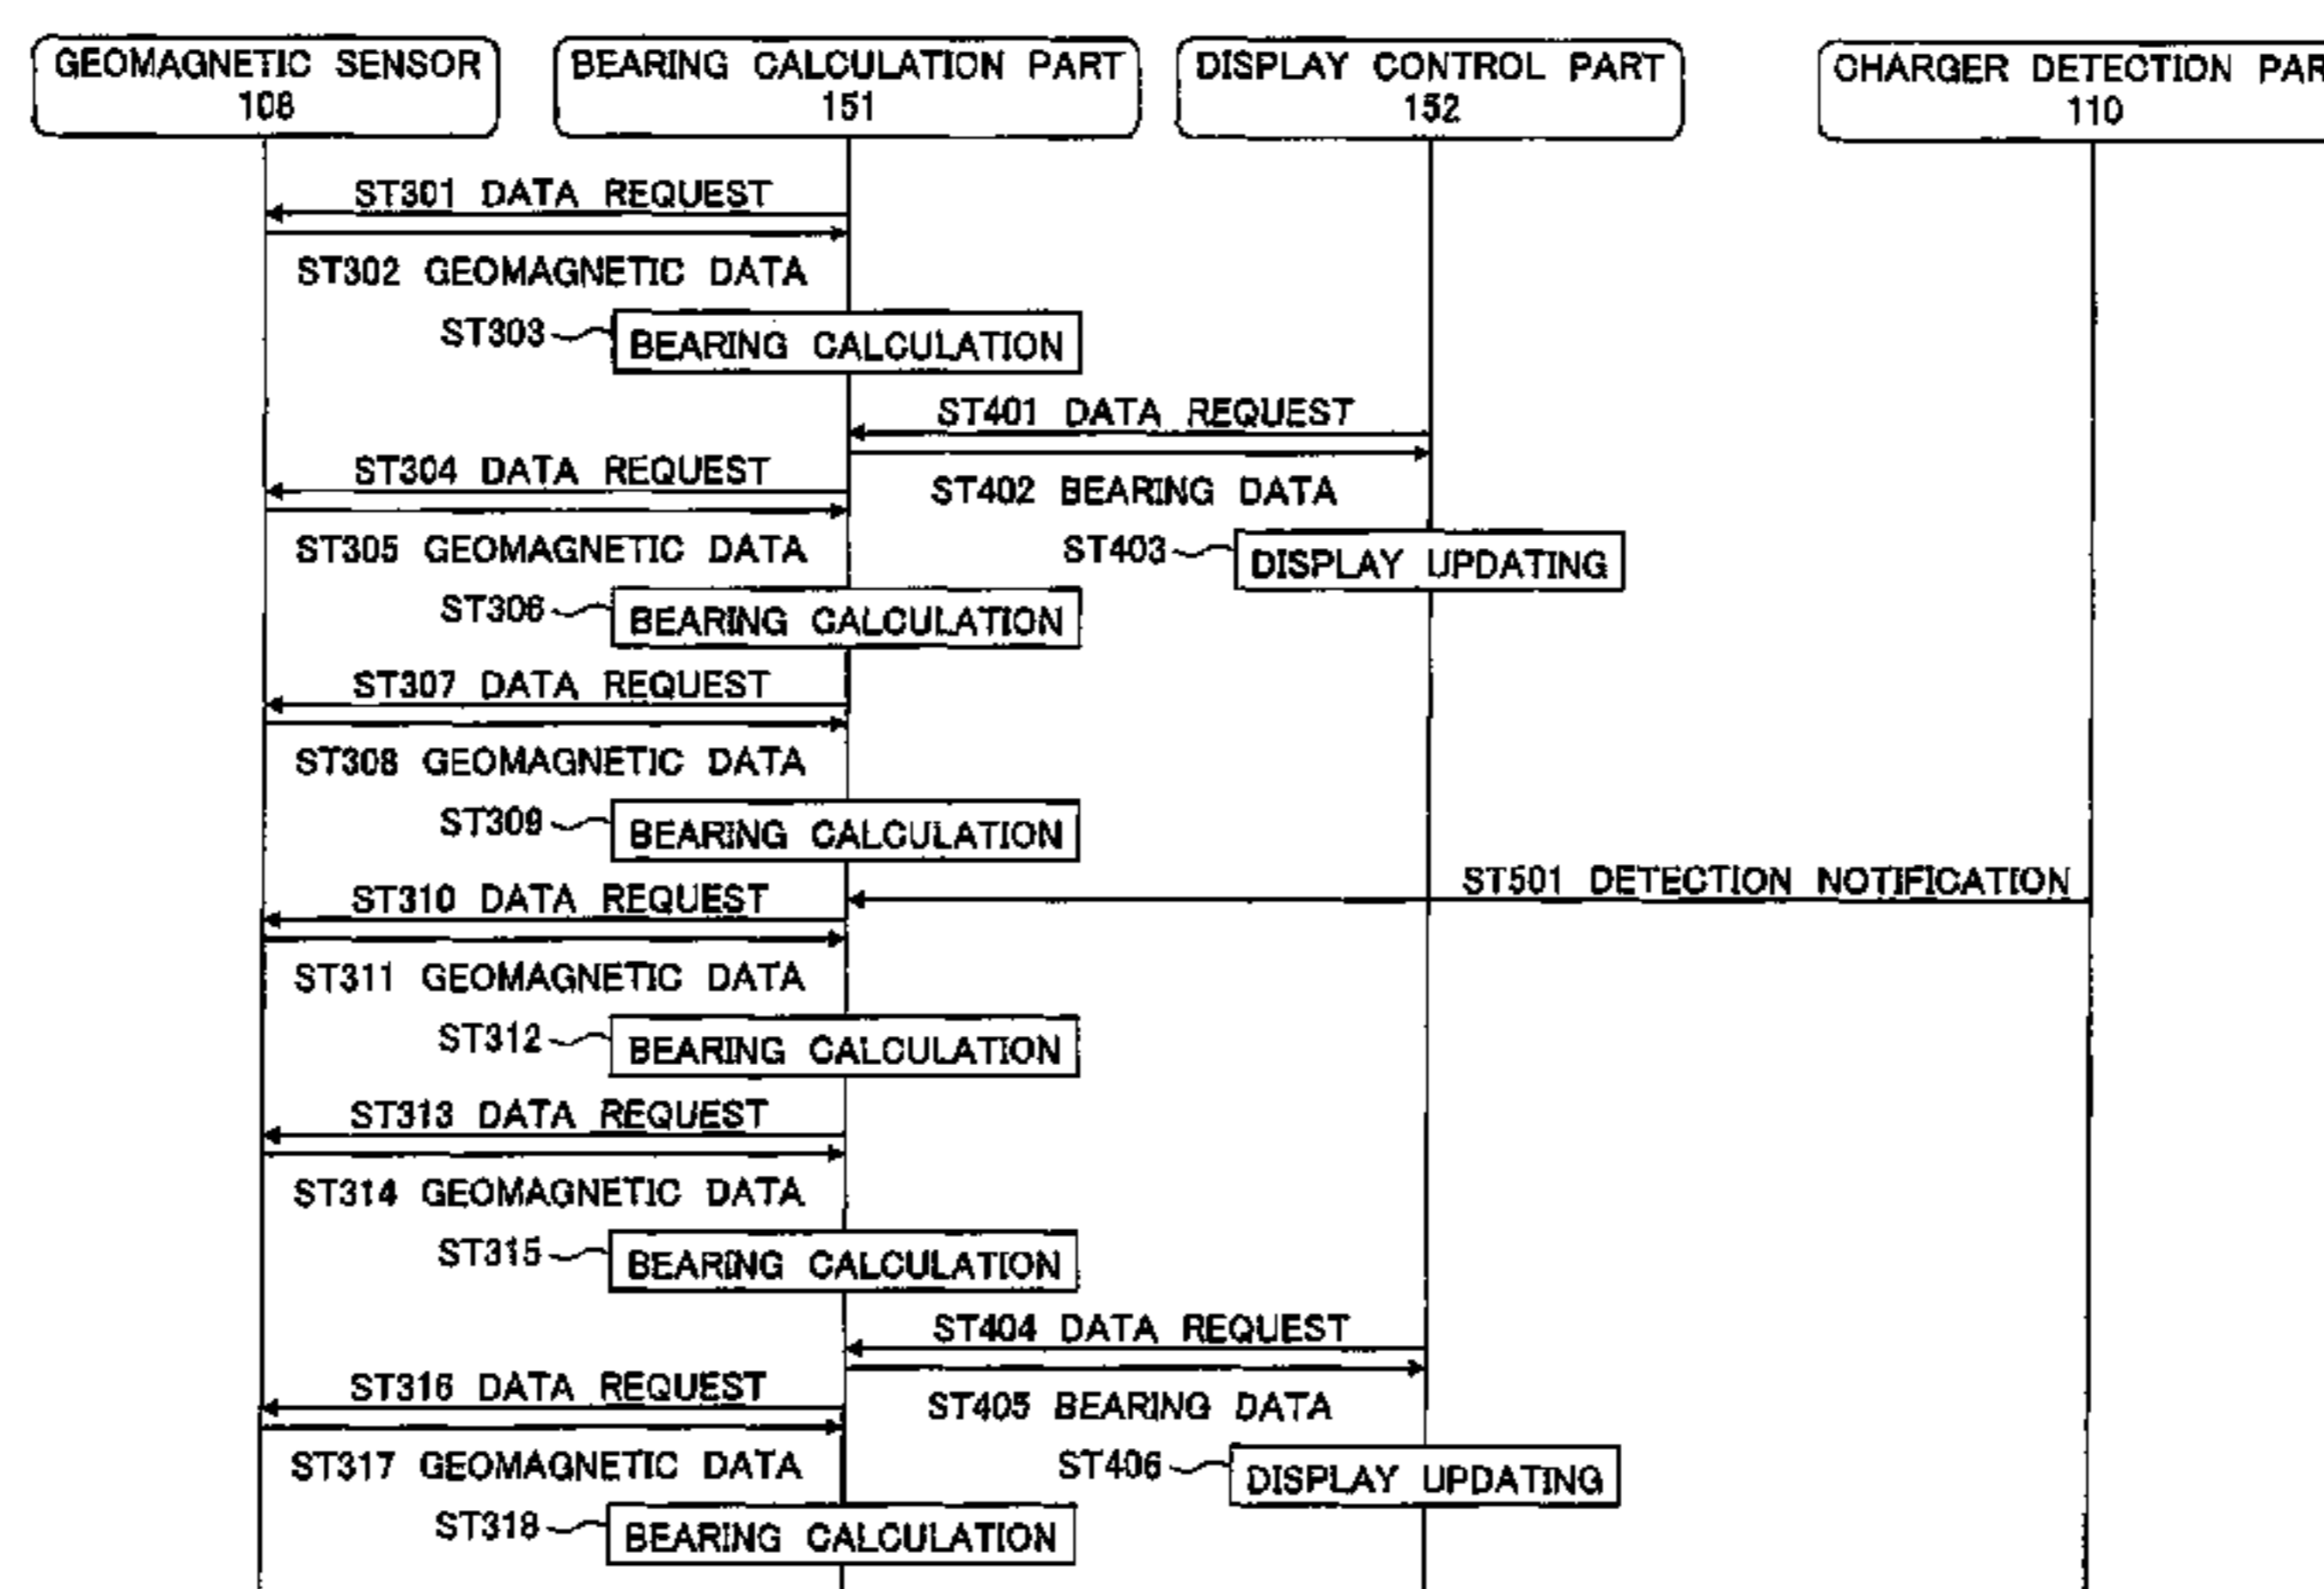 GEOMAGNETIC SENSOR
108
BEARING CALCULATION PART
151
DISPLAY CONTROL PART
152
CHARGER DETECTION PAR
110
ST301 DATA REQUEST
ST302 GEOMAGNETIC DATA
ST303
BEARING CALCULATION
ST401 DATA REQUEST
ST304 DATA REQUEST
ST402 BEARING DATA
ST305 GEOMAGNETIC DATA
ST403
DISPLAY UPDATING
ST306
BEARING CALCULATION
ST307 DATA REQUEST
ST308 GEOMAGNETIC DATA
ST309
BEARING CALCULATION
ST501 DETECTION NOTIFICATION
ST310 DATA REQUEST
ST311 GEOMAGNETIC DATA
ST312
BEARING CALCULATION
ST313 DATA REQUEST
ST314 GEOMAGNETIC DATA
ST315
BEARING CALCULATION
ST404 DATA REQUEST
ST316 DATA REQUEST
ST405 BEARING DATA
ST317 GEOMAGNETIC DATA
ST406
DISPLAY UPDATING
ST318
BEARING CALCULATION